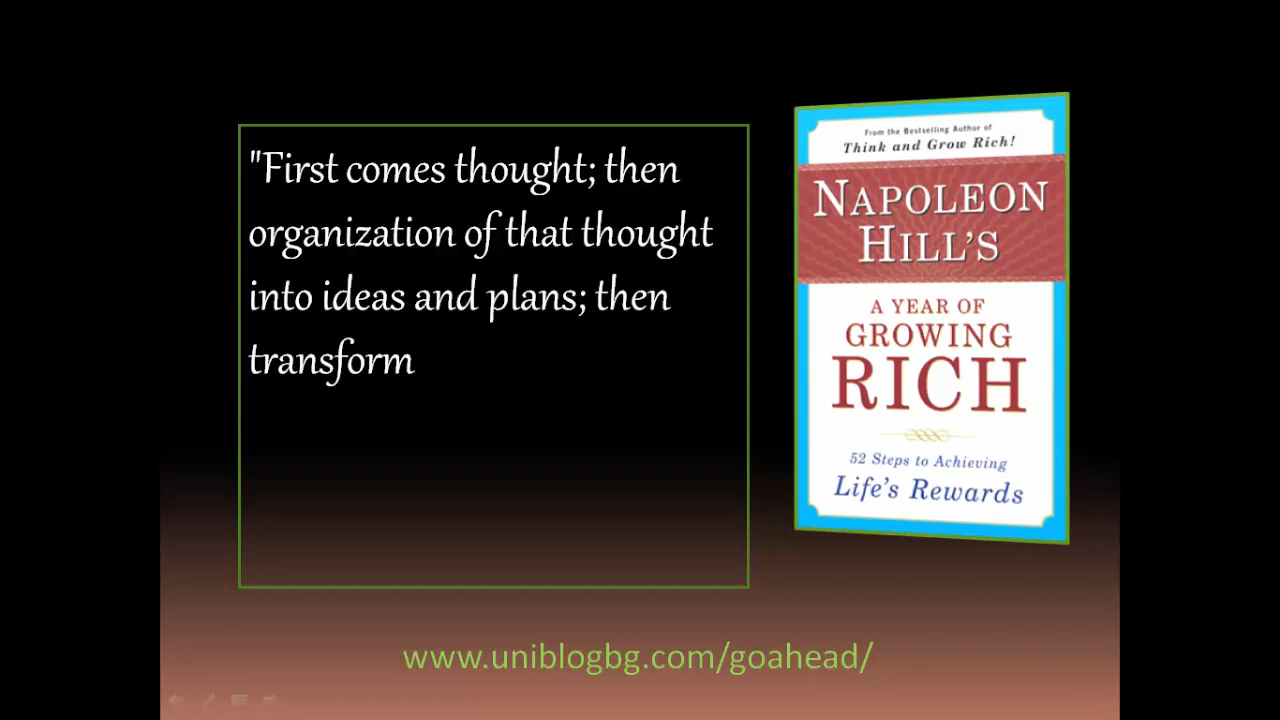 "First comes thought; then
organization of that thought
into ideas and plans; then
transform
From the Bestselling Author of
Think and Grow Rich!
NAPOLEON
HILL'S
A YEAR OF
GROWING
RICH
52 Steps to Achieving
Life's Rewards
www.uniblogbg.com/goahead/